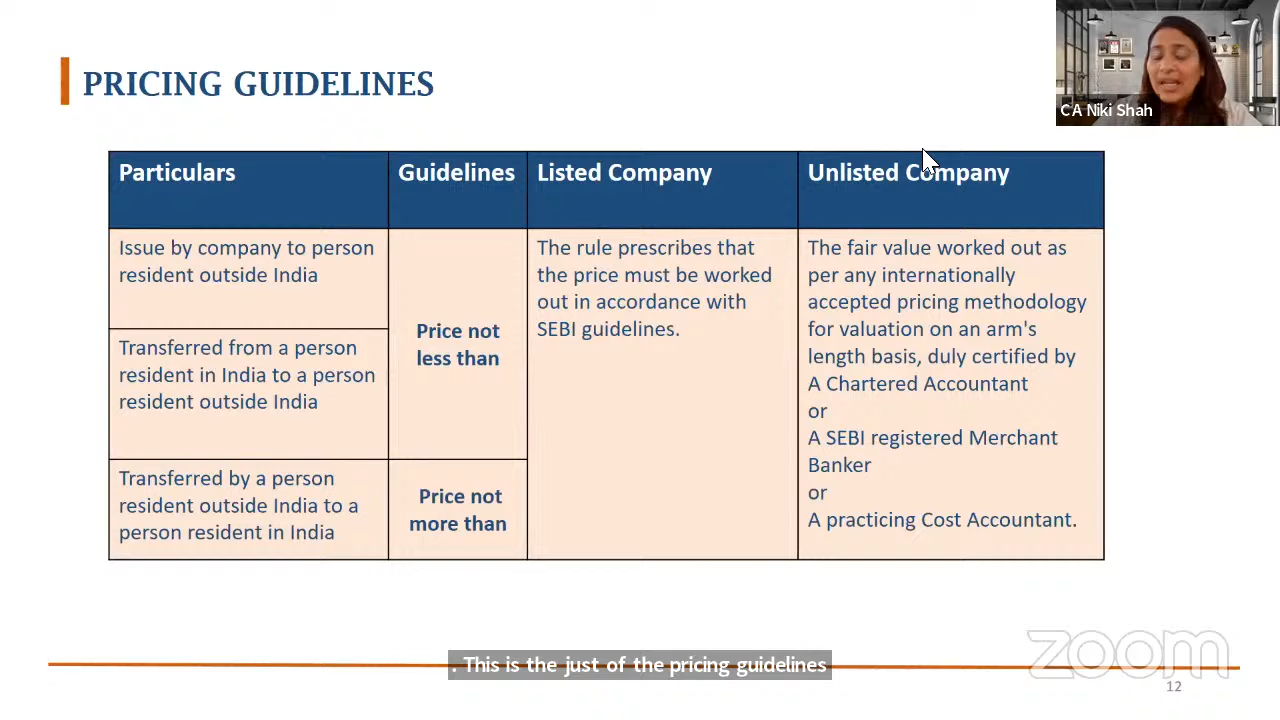 PRICING GUIDELINES
CA Niki Shah
Particulars
Guidelines
Listed Company
Unlisted Company
Issue by company to person
resident outside India
Transferred from a person
resident in India to a person
resident outside India
Price not
less than
Transferred by a person
resident outside India to a
person resident in India
Price not
more than
The rule prescribes that
the price must be worked
out in accordance with
SEBI guidelines.
The fair value worked out as
per any internationally
accepted pricing methodology
for valuation on an arm's
length basis, duly certified by
A Chartered Accountant
or
A SEBI registered Merchant
Banker
or
A practicing Cost Accountant.
. This is the just of the pricing guidelines
zoom
12